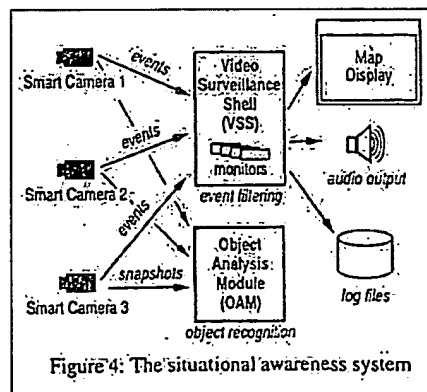 Smart Camera 1
events
Smart Camera 2
events
Smart Camera 3
events
snapshots
Video
Surveillance
Shell
(VSS)
monitors
event filtering
Object
Analysis
Module
(OAM)
object recognition
Map
Display
audio output
log files
Figure 4: The situational awareness system